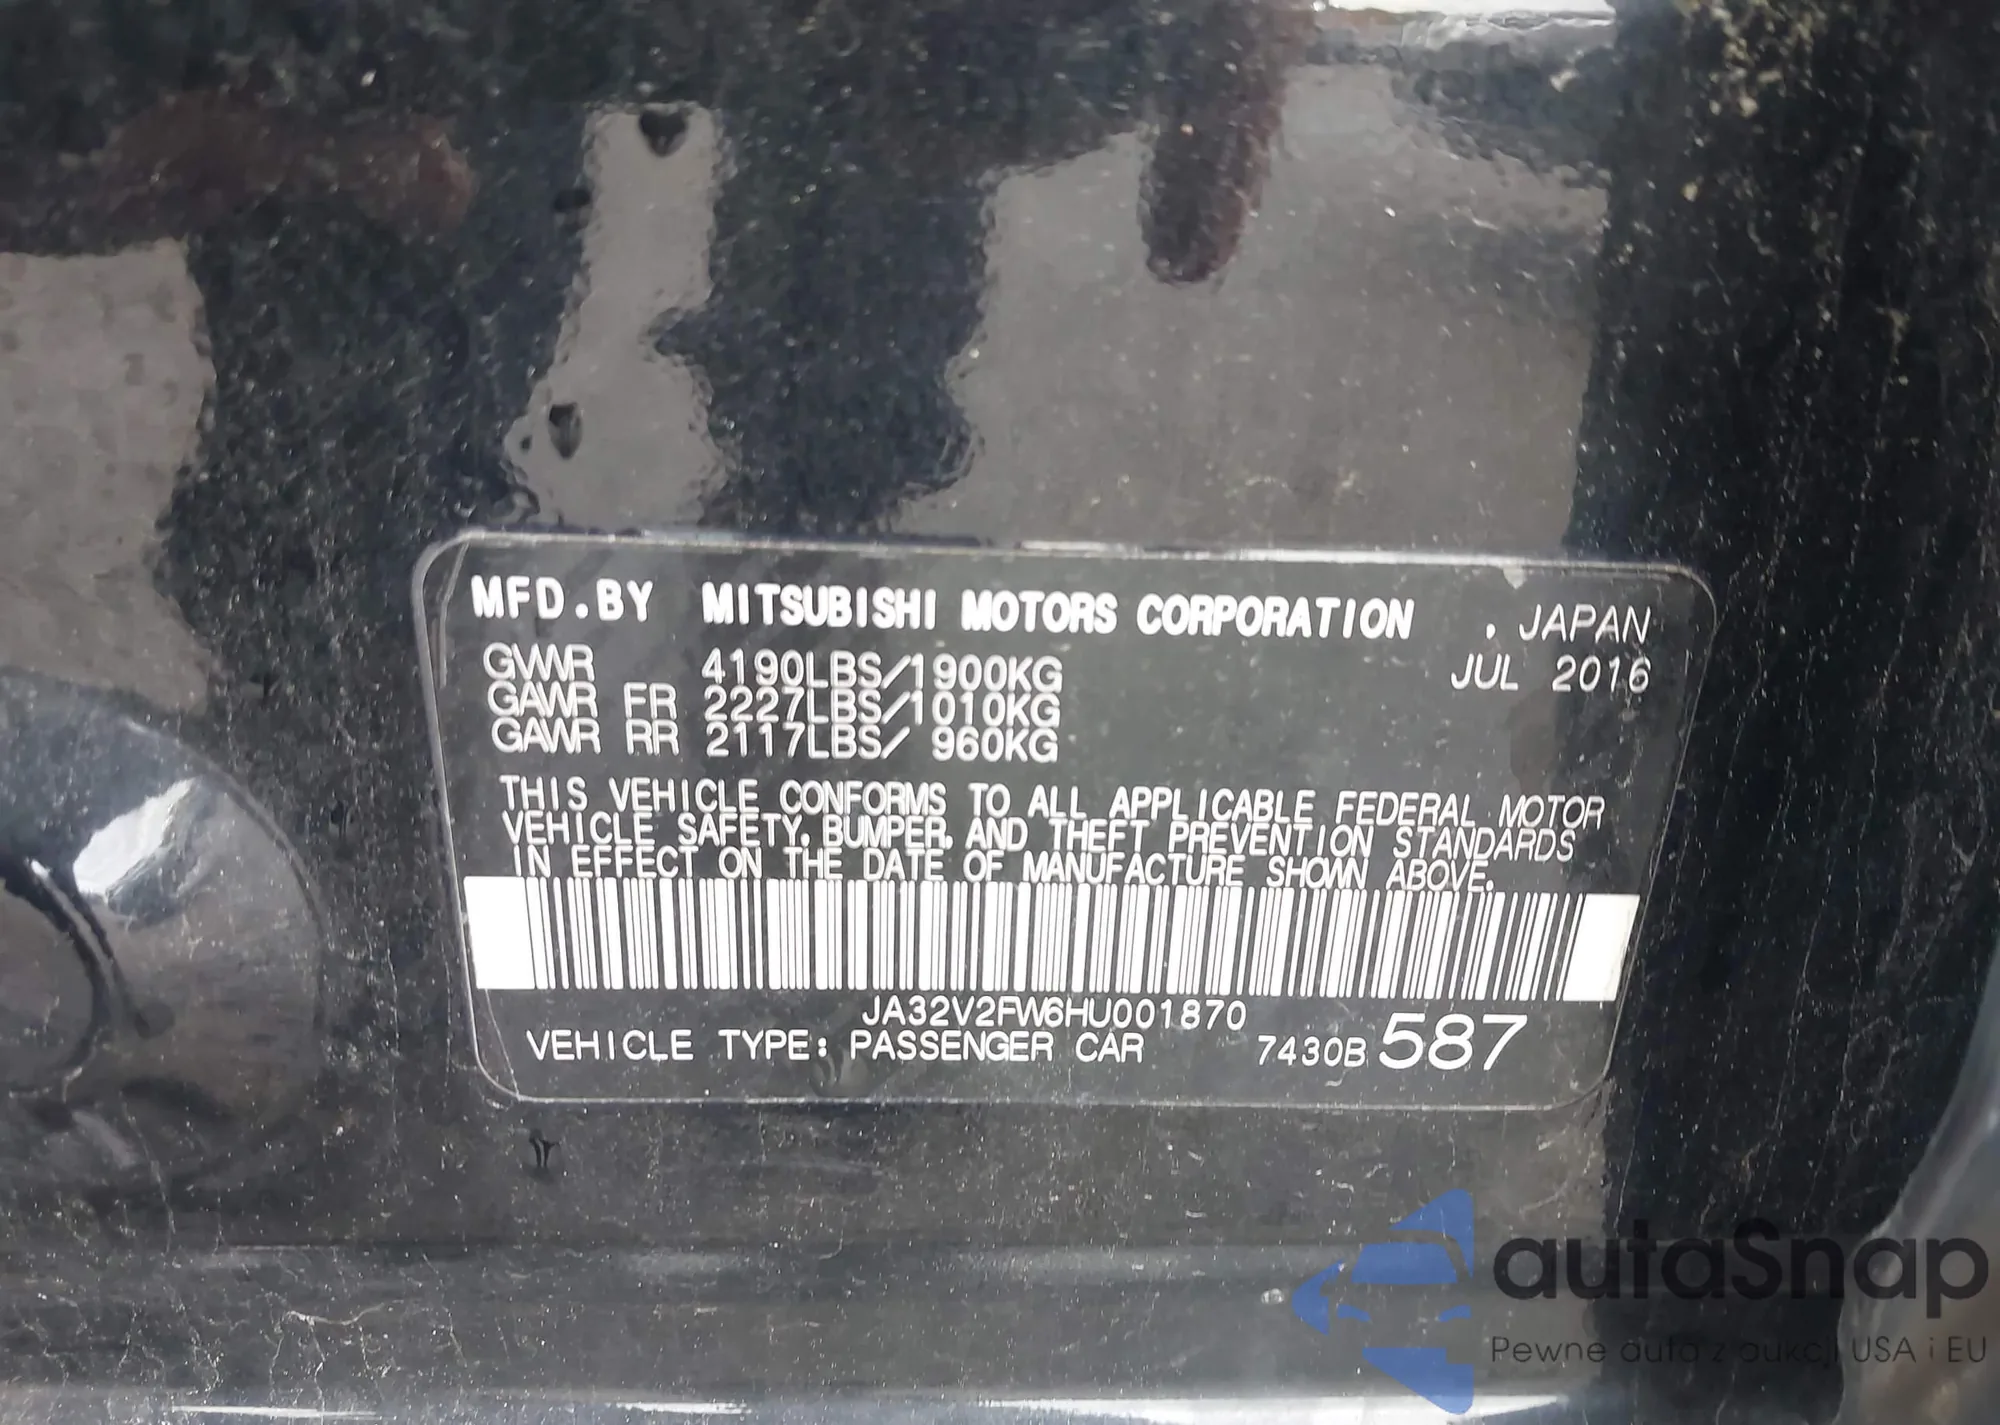 MFD.BY MITSUBISHI MOTORS CORPORATION . JAPAN
GVWR 4190LBS/1900KG JUL 2016
GAWR FR 2227LBS/1010KG
GAWR RR 2117LBS/ 960KG
THIS VEHICLE CONFORMS TO ALL APPLICABLE FEDERAL MOTOR
VEHICLE SAFETY, BUMPER, AND THEFT PREVENTION STANDARDS
IN EFFECT ON THE DATE OF MANUFACTURE SHOWN ABOVE.
JA32V2FW6HU001870
VEHICLE TYPE: PASSENGER CAR 7430B 587
autaSnap
Pewne auta z aukcji USA i EU